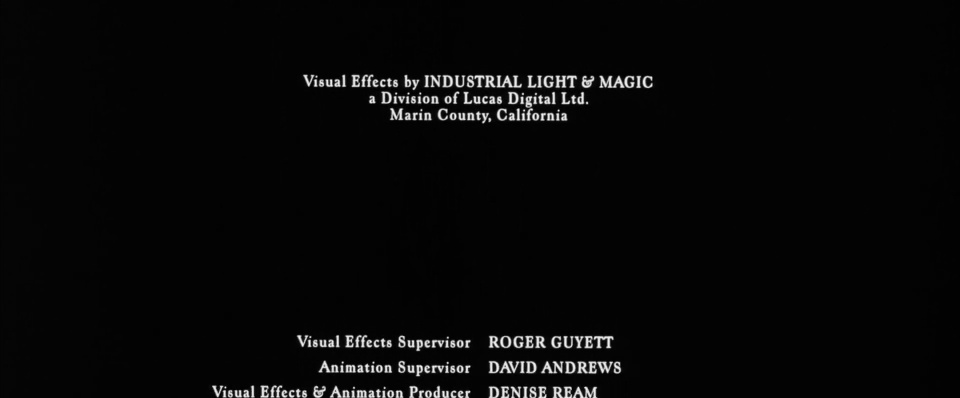 Visual Effects by INDUSTRIAL LIGHT & MAGIC
a Division of Lucas Digital Ltd.
Marin County, California
Visual Effects Supervisor ROGER GUYETT
Animation Supervisor DAVID ANDREWS
Visual Effects & Animation Producer DENISE REAM